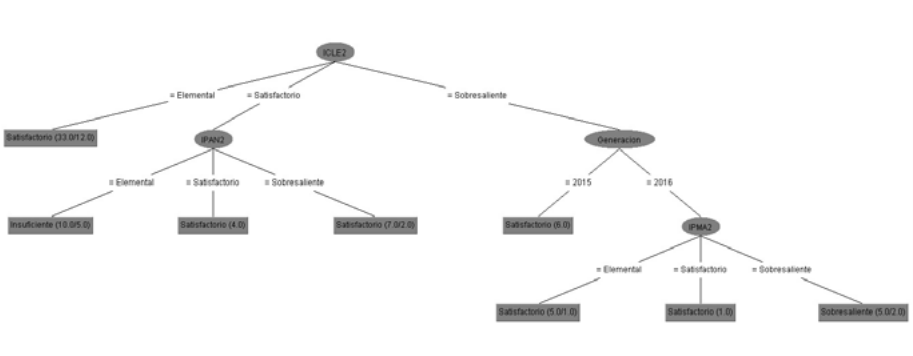 ICLE2
= Elemental = Satisfactorio = Sobresaliente
Satisfactorio (33.0/12.0) IPAN2 Generacion
= Elemental = Satisfactorio = Sobresaliente = 2015 = 2016
Insuficiente (10.0/5.0) Satisfactorio (4.0) Satisfactorio (7.0/2.0) Satisfactorio (6.0) IPMA2
= Elemental = Satisfactorio = Sobresaliente
Satisfactorio (5.0/1.0) Satisfactorio (1.0) Sobresaliente (5.0/2.0)